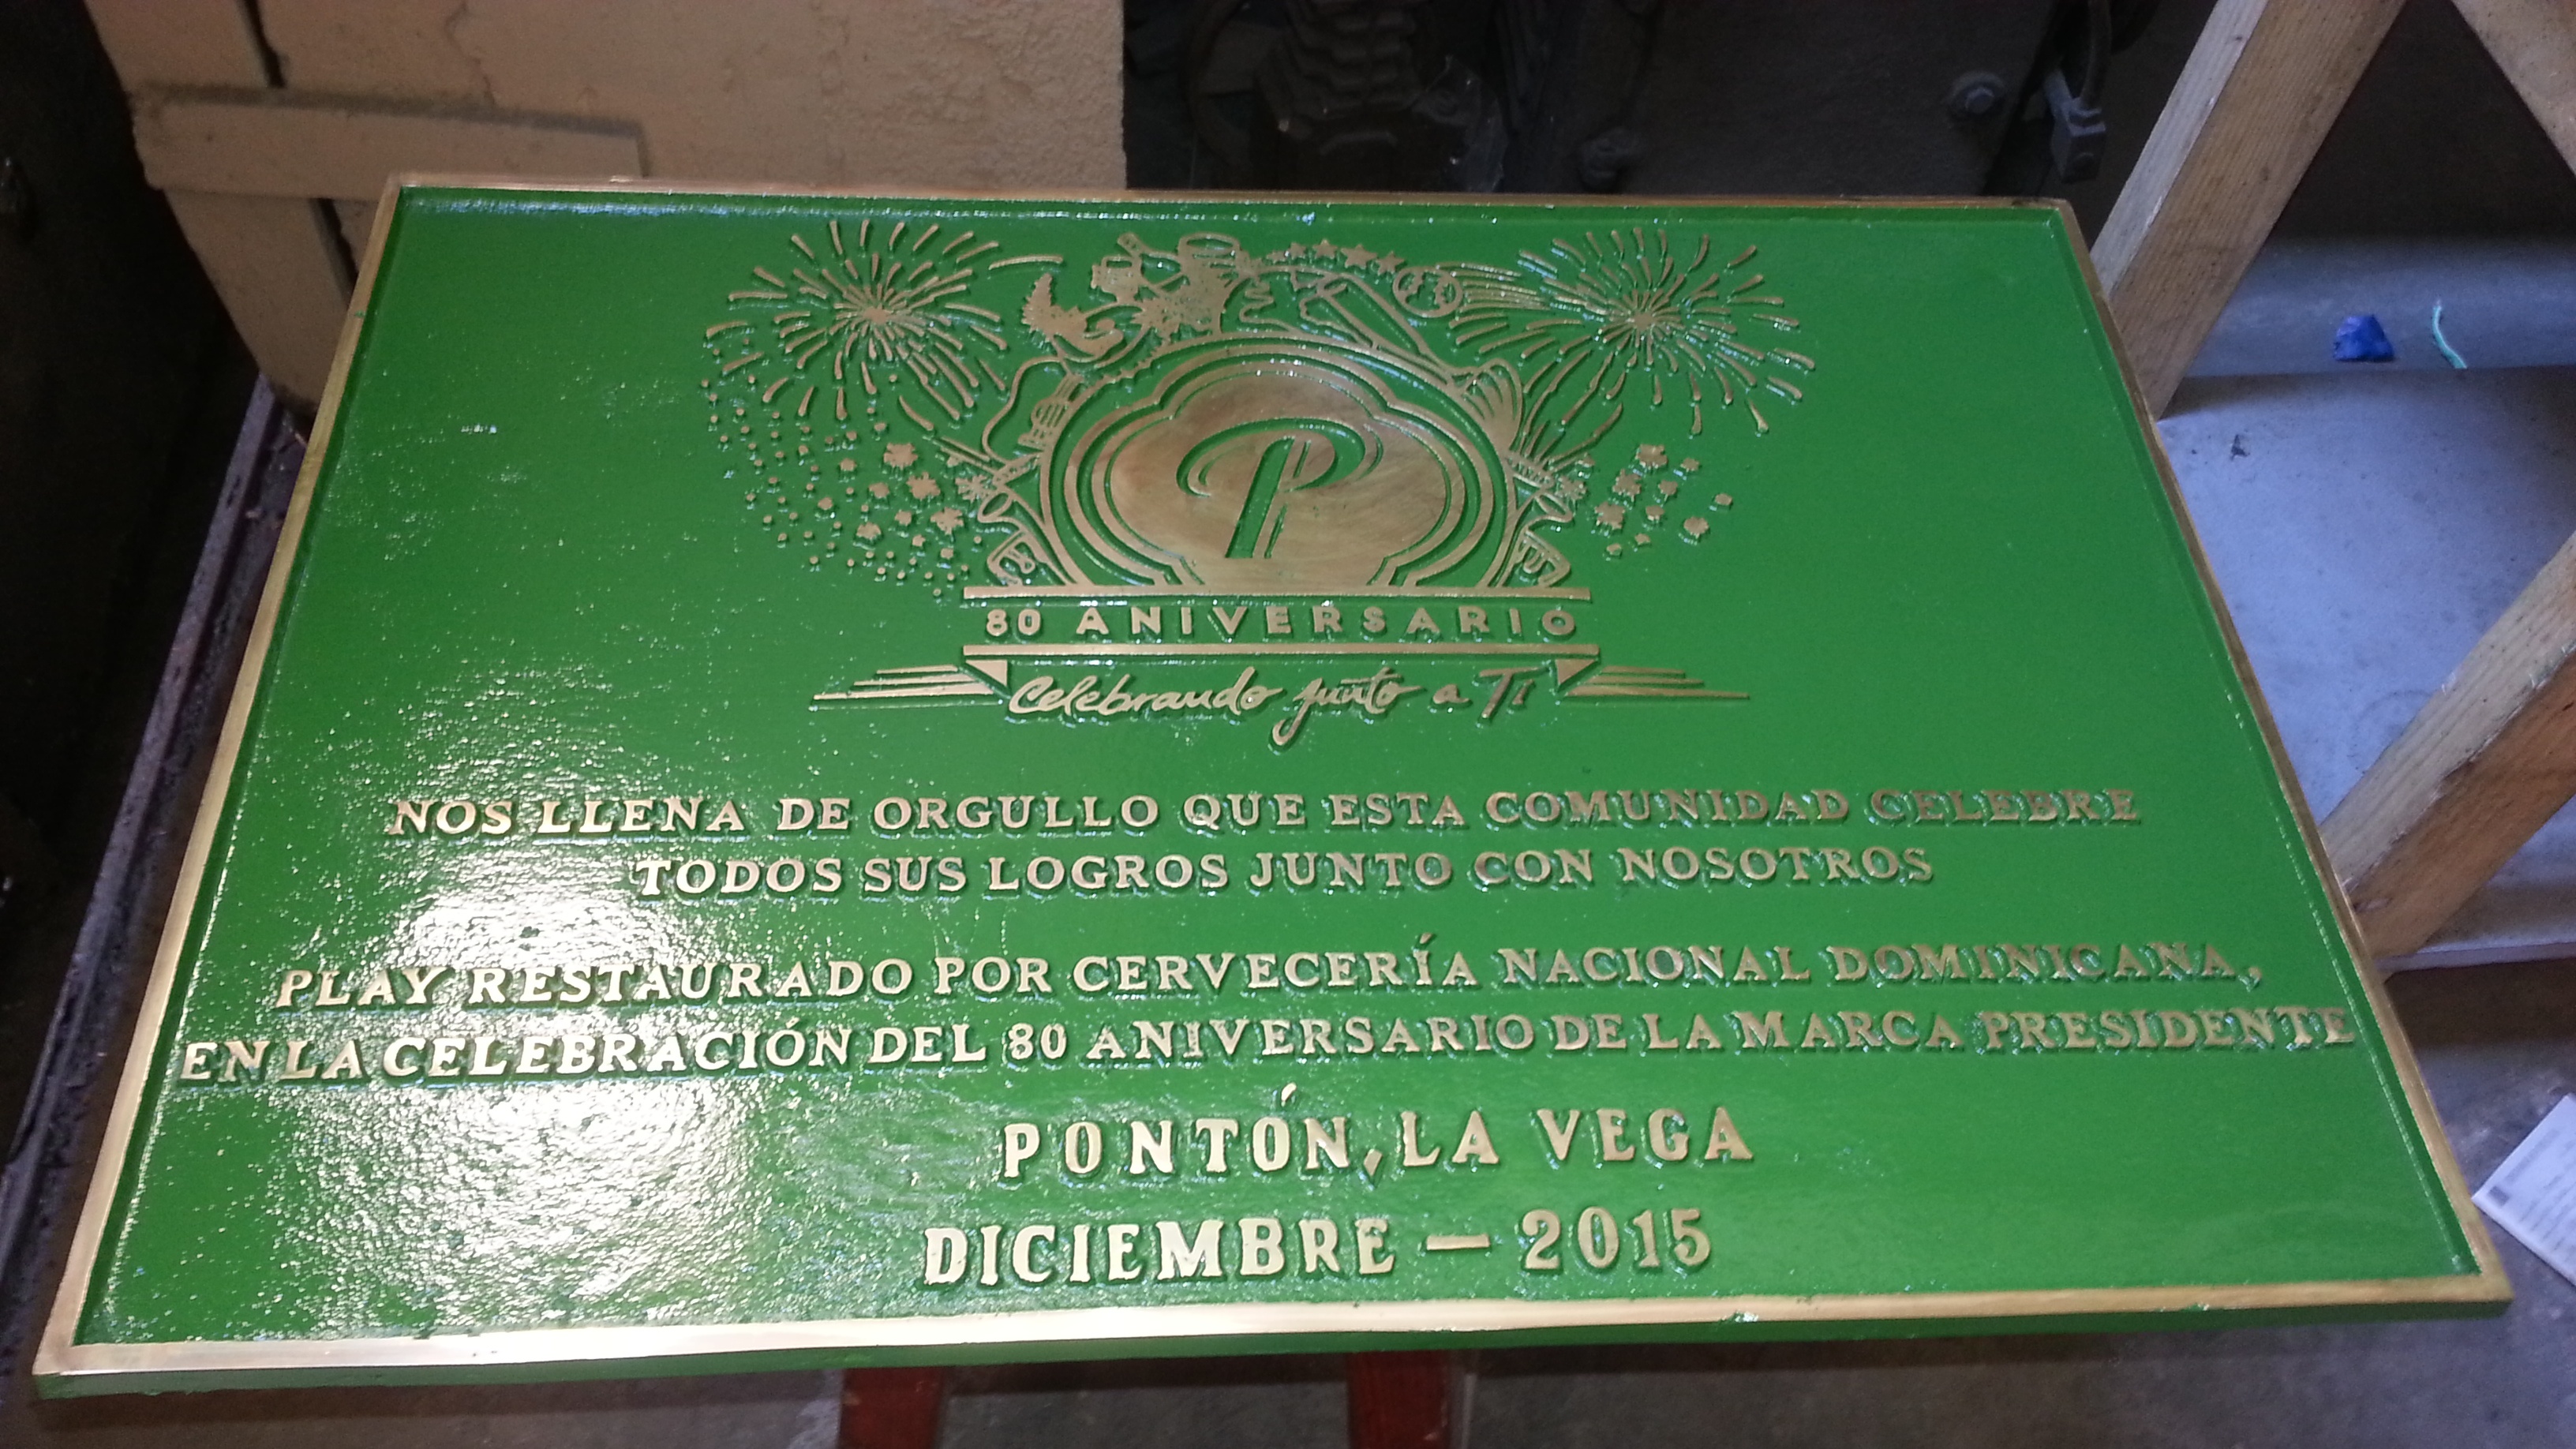 P
80 ANIVERSARIO
Celebrando junto a Ti
NOS LLENA DE ORGULLO QUE ESTA COMUNIDAD CELEBRE
TODOS SUS LOGROS JUNTO CON NOSOTROS
PLAY RESTAURADO POR CERVECERÍA NACIONAL DOMINICANA,
EN LA CELEBRACIÓN DEL 80 ANIVERSARIO DE LA MARCA PRESIDENTE
PONTÓN, LA VEGA
DICIEMBRE — 2015